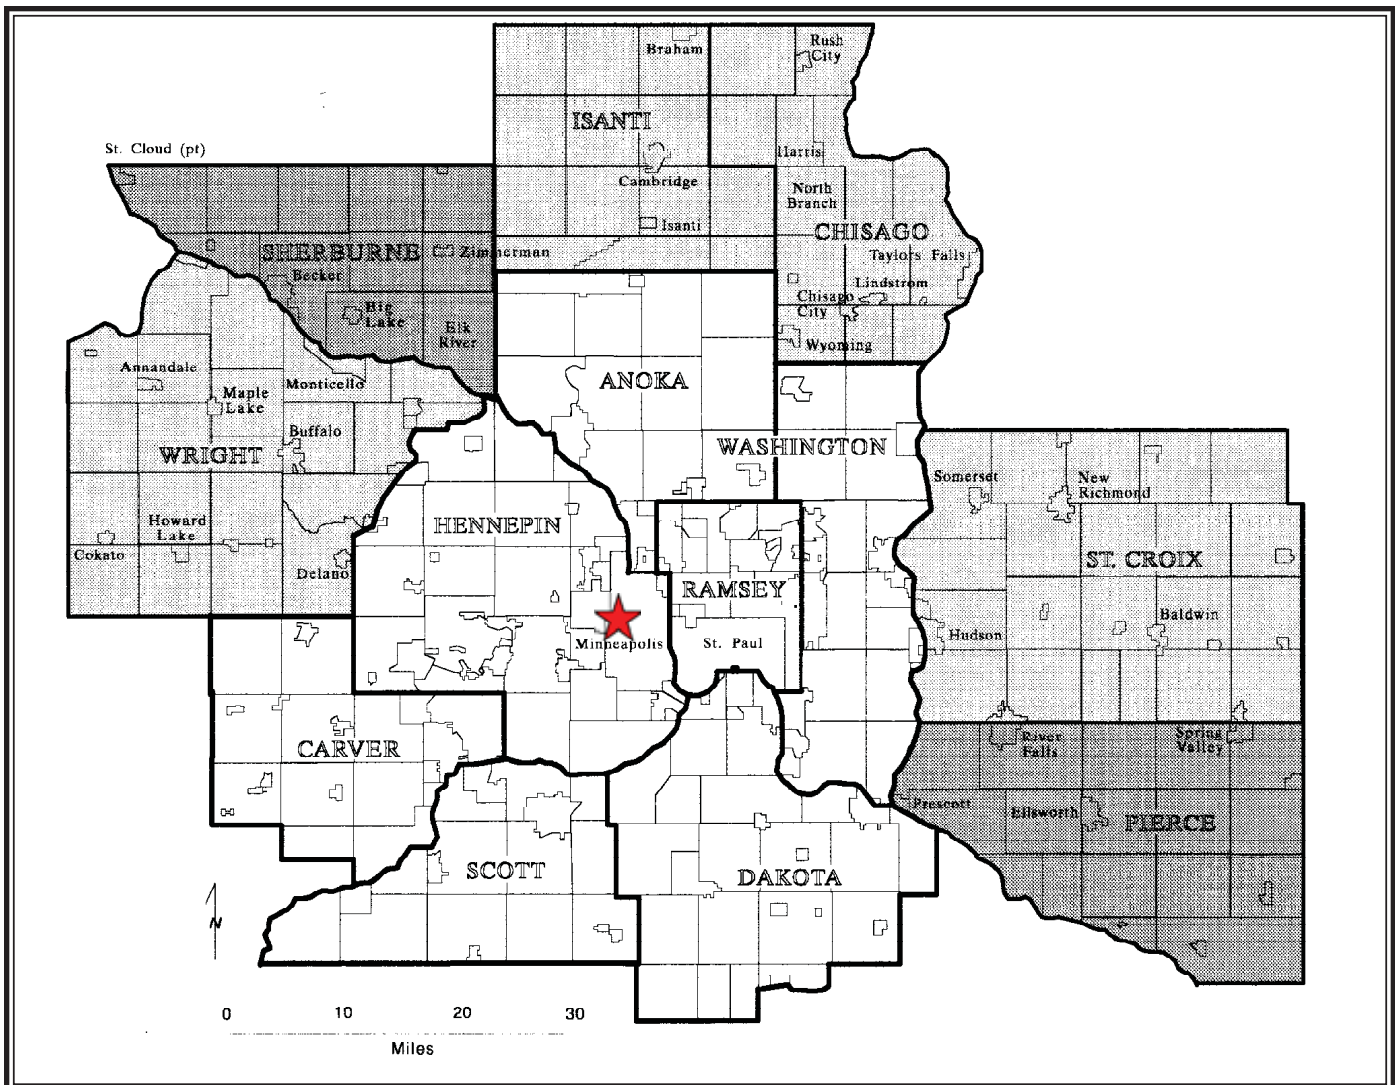 Braham
Rush
City
ISANTI
St. Cloud (pt)
Harris
Cambridge
North
Branch
Isanti
CHISAGO
SHERBURNE
Zimmerman
Taylors Falls
Becker
Lindstrom
Chisago
City
Big
Lake
Elk
River
Wyoming
Annandale
Monticello
Maple
Lake
ANOKA
Buffalo
WRIGHT
WASHINGTON
Somerset
New
Richmond
Howard
Lake
HENNEPIN
Cokato
Delano
ST. CROIX
RAMSEY
Baldwin
Minneapolis
St. Paul
Hudson
CARVER
River
Falls
Spring
Valley
Prescott
Ellsworth
PIERCE
SCOTT
DAKOTA
N
0 10 20 30
Miles